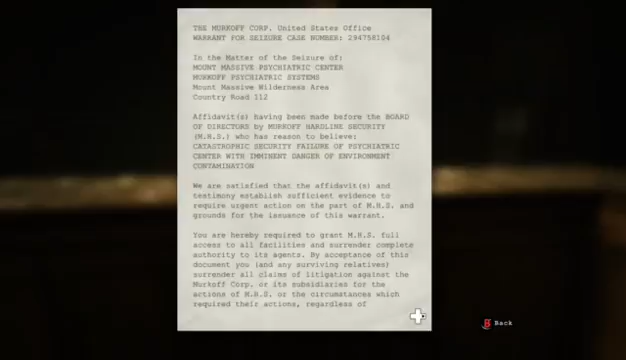 THE MURKOFF CORP. United States Office
WARRANT FOR SEIZURE CASE NUMBER: 294758104
In the Matter of the Seizure of:
MOUNT MASSIVE PSYCHIATRIC CENTER
MURKOFF PSYCHIATRIC SYSTEMS
Mount Massive Wilderness Area
Country Road 112
Affidavit(s) having been made before the BOARD
OF DIRECTORS by MURKOFF HARDLINE SECURITY
(M.H.S.) who has reason to believe:
CATASTROPHIC SECURITY FAILURE OF PSYCHIATRIC
CENTER WITH IMMINENT DANGER OF ENVIRONMENT
CONTAMINATION
We are satisfied that the affidavit(s) and
testimony establish sufficient evidence to
require urgent action on the part of M.H.S. and
grounds for the issuance of this warrant.
You are hereby required to grant M.H.S. full
access to all facilities and surrender complete
authority to its agents. By acceptance of this
document you (and any surviving relatives)
surrender all claims of litigation against the
Murkoff Corp. or its subsidiaries for the
actions of M.H.S. or the circumstances which
required their actions, regardless of
B Back